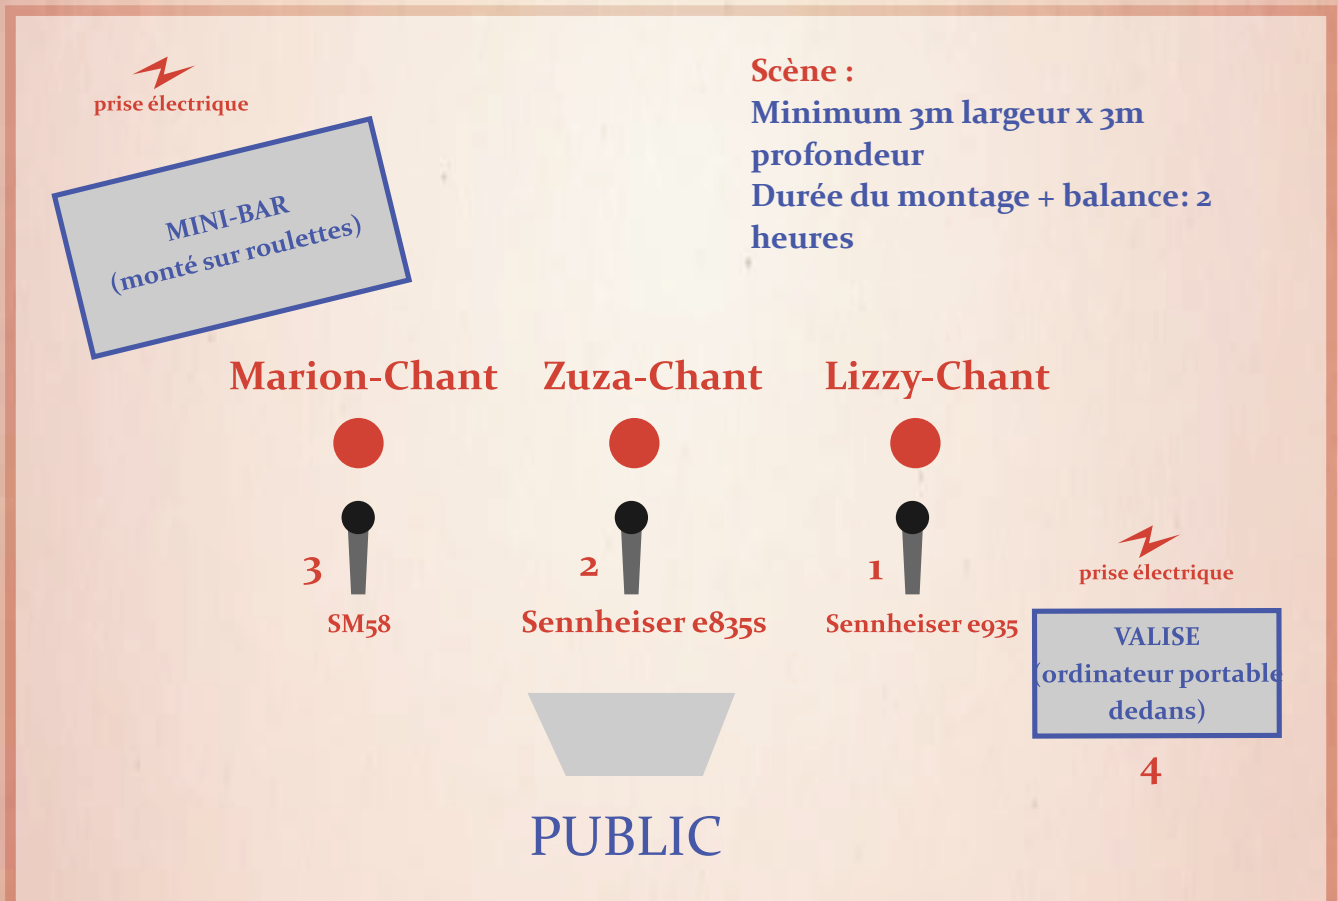 prise électrique
Scène :
Minimum 3m largeur x 3m
profondeur
Durée du montage + balance: 2
heures
MINI-BAR
(monté sur roulettes)
Marion-Chant
Zuza-Chant
Lizzy-Chant
3
2
1
SM58
Sennheiser e835s
Sennheiser e935
prise électrique
VALISE
(ordinateur portable
dedans)
4
PUBLIC